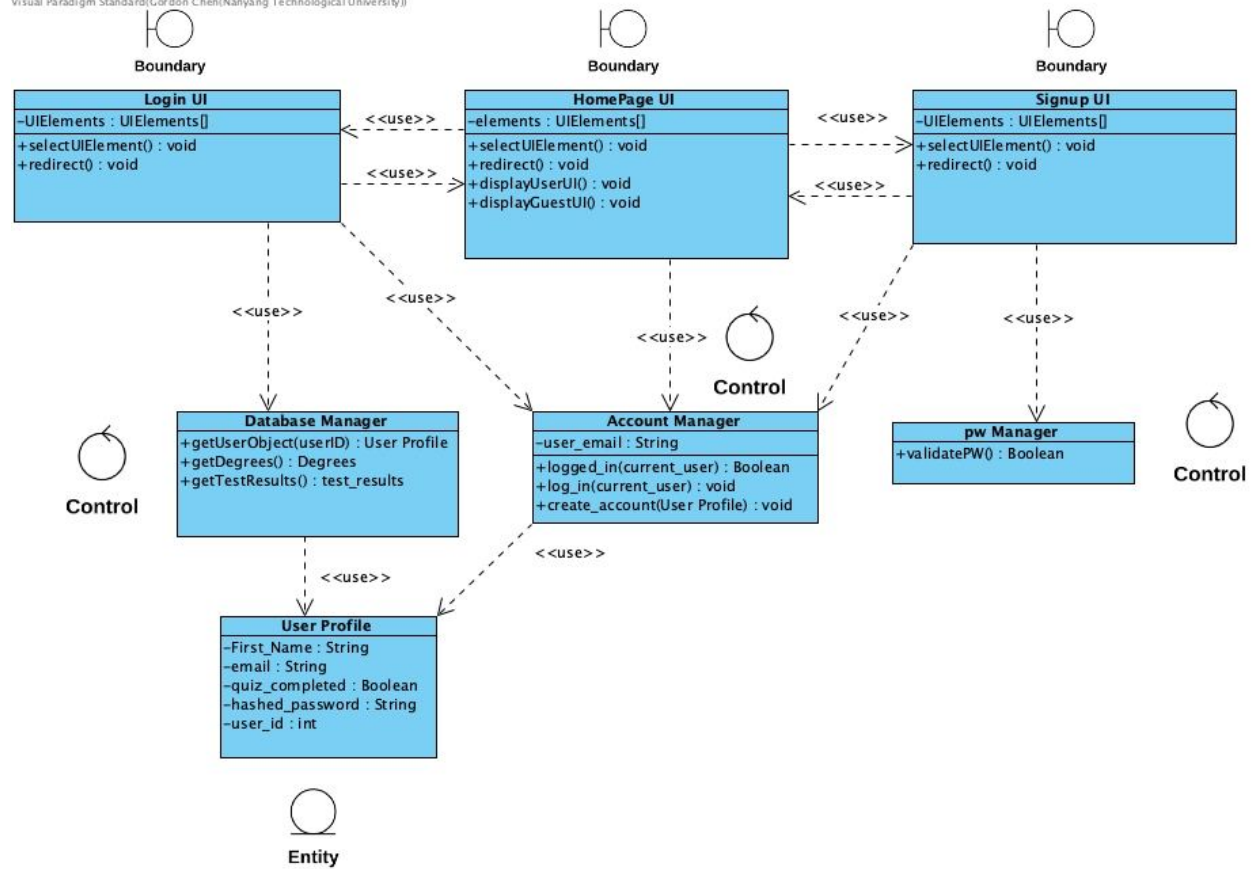 Visual Paradigm Standard(Gordon Chen(Nanyang Technological University))
Boundary
Boundary
Boundary
Login UI
-UIElements : UIElements[]
+selectUIElement() : void
+redirect() : void
<<use>>
<<use>>
HomePage UI
-elements : UIElements[]
+selectUIElement() : void
+redirect() : void
+displayUserUI() : void
+displayGuestUI() : void
<<use>>
<<use>>
Signup UI
-UIElements : UIElements[]
+selectUIElement() : void
+redirect() : void
<<use>>
<<use>>
<<use>>
<<use>>
<<use>>
Control
Control
Database Manager
+getUserObject(userID) : User Profile
+getDegrees() : Degrees
+getTestResults() : test_results
Account Manager
-user_email : String
+logged_in(current_user) : Boolean
+log_in(current_user) : void
+create_account(User Profile) : void
pw Manager
+validatePW() : Boolean
Control
<<use>>
<<use>>
User Profile
-First_Name : String
-email : String
-quiz_completed : Boolean
-hashed_password : String
-user_id : int
Entity